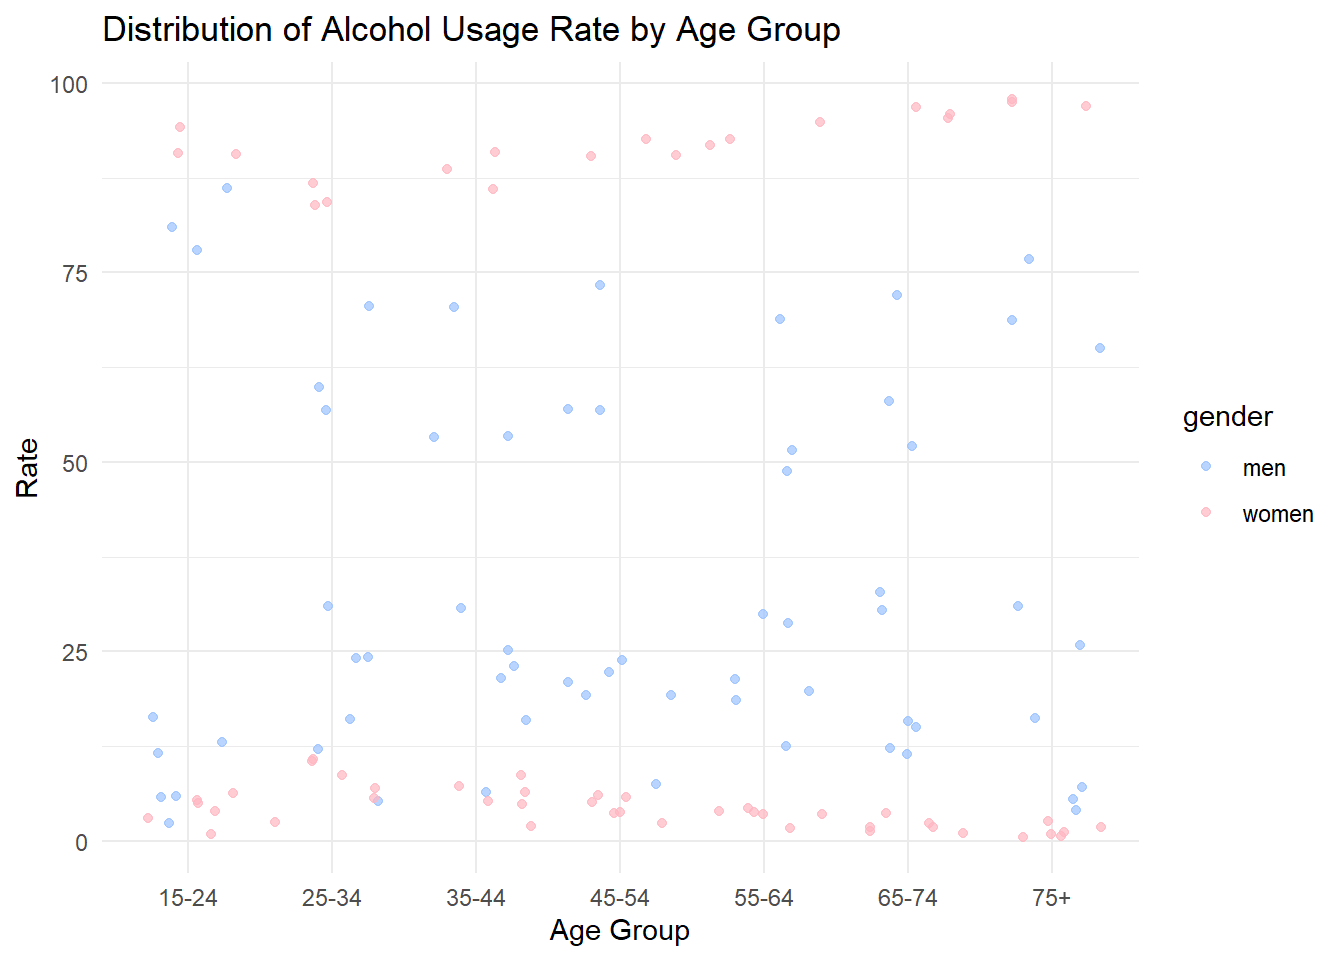 Distribution of Alcohol Usage Rate by Age Group
100
75
50
25
0
Rate
15-24 25-34 35-44 45-54 55-64 65-74 75+
Age Group
gender
men
women